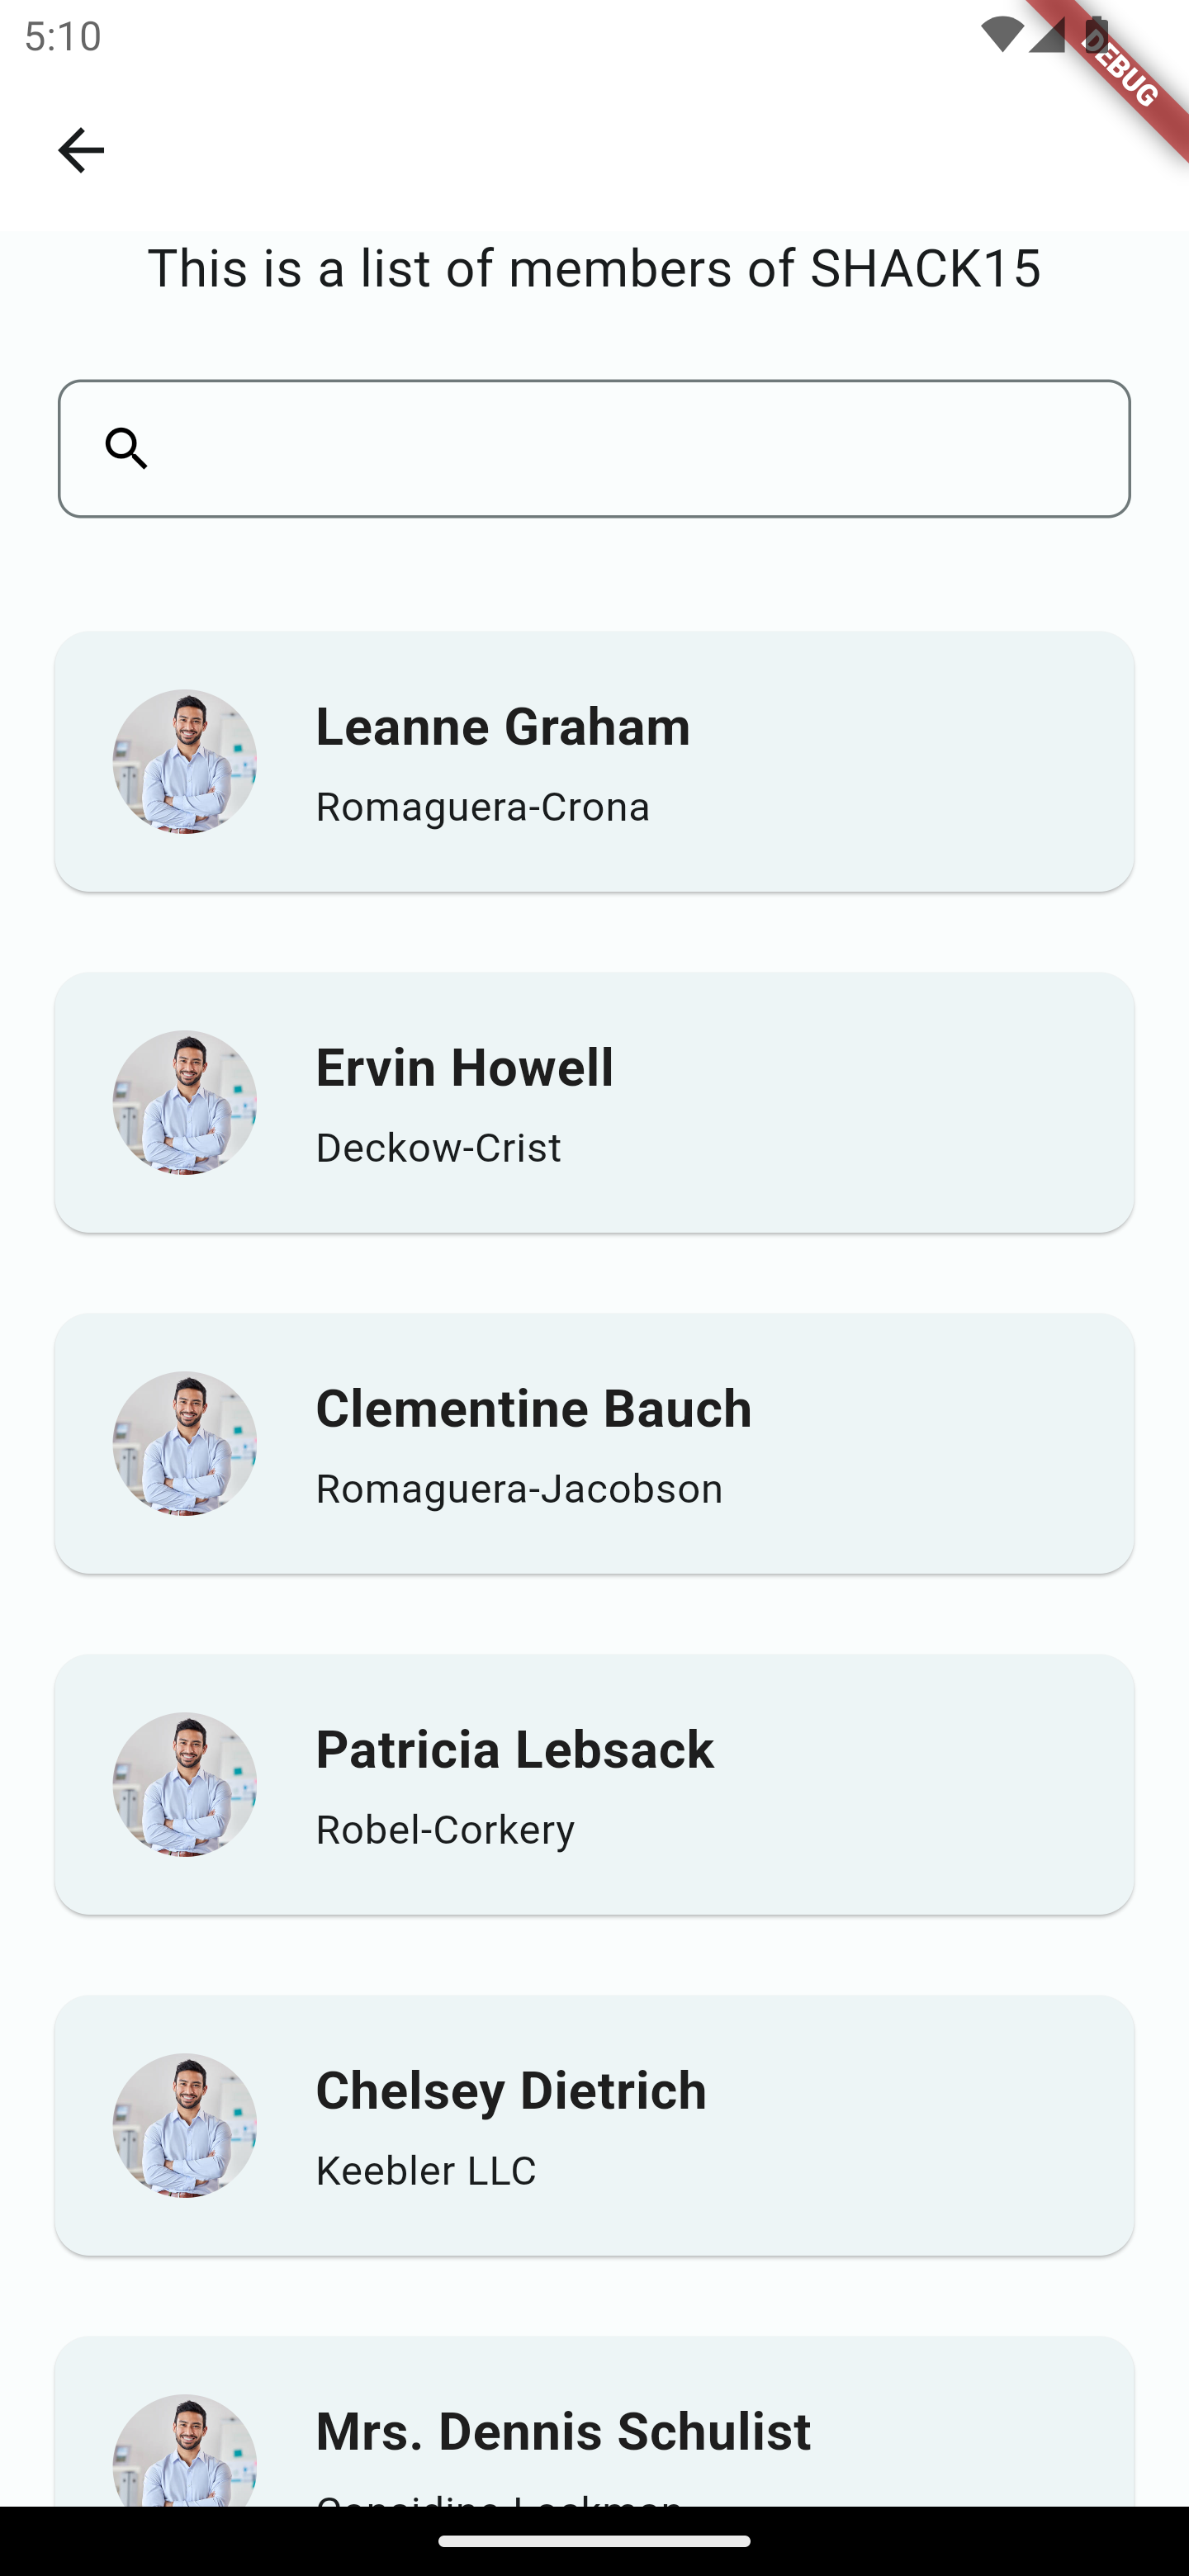 5:10
DEBUG
This is a list of members of SHACK15
Leanne Graham
Romaguera-Crona
Ervin Howell
Deckow-Crist
Clementine Bauch
Romaguera-Jacobson
Patricia Lebsack
Robel-Corkery
Chelsey Dietrich
Keebler LLC
Mrs. Dennis Schulist